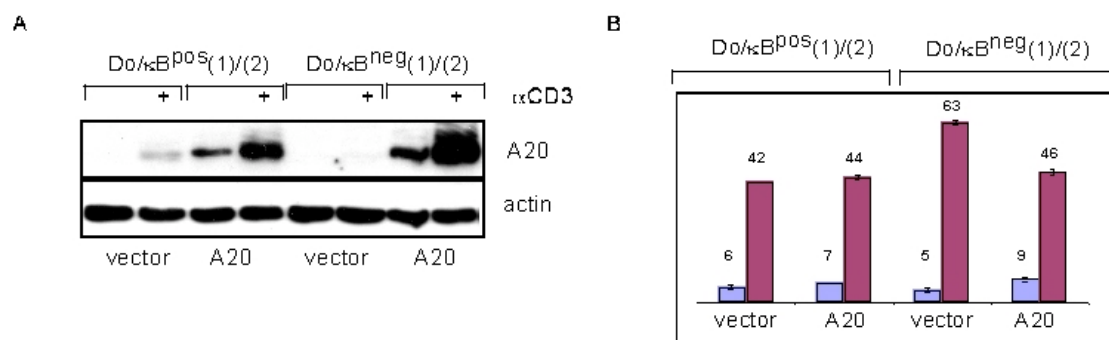 A
Do/κBpos(1)/(2) Do/κBneg(1)/(2)
+ + + + αCD3
A20
actin
vector A20 vector A20
B
Do/κBpos(1)/(2) Do/κBneg(1)/(2)
63
42 44 46
6 7 5 9
vector A20 vector A20